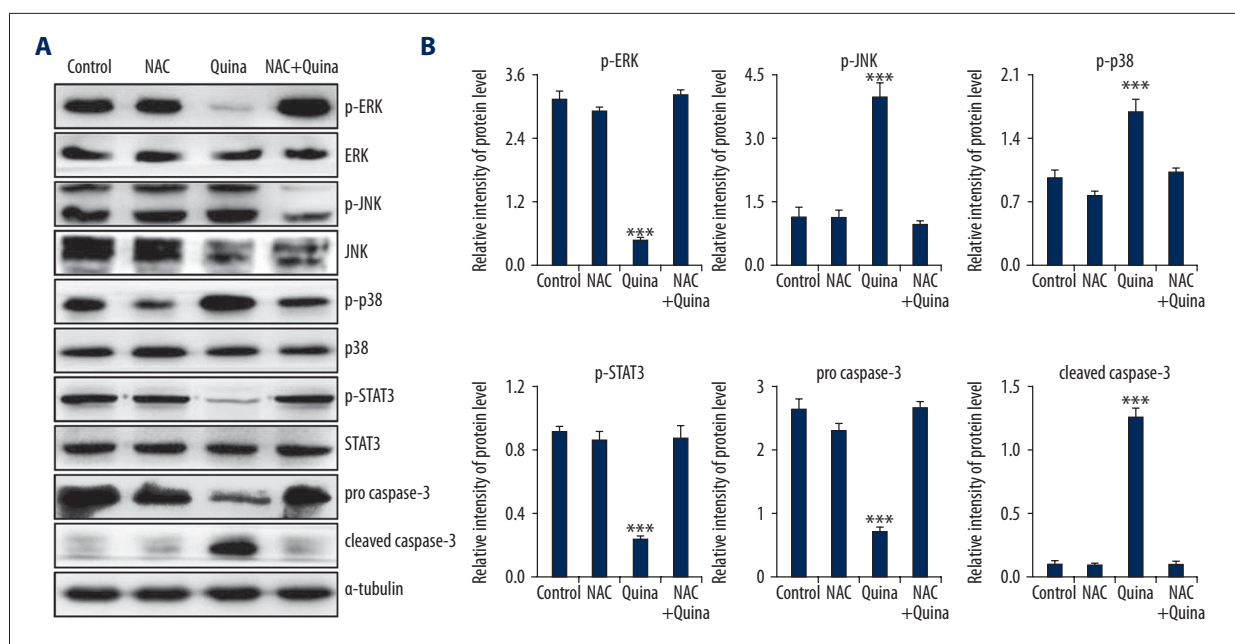 A
Control NAC Quina NAC+Quina
p-ERK
ERK
p-JNK
JNK
p-p38
p38
p-STAT3
STAT3
pro caspase-3
cleaved caspase-3
α-tubulin
B
p-ERK
Relative intensity of protein level
3.6
2.4
1.2
0.0
***
Control NAC Quina NAC
+Quina
p-JNK
Relative intensity of protein level
4.5
3.0
1.5
0.0
***
Control NAC Quina NAC
+Quina
p-p38
Relative intensity of protein level
2.1
1.4
0.7
0.0
***
Control NAC Quina NAC
+Quina
p-STAT3
Relative intensity of protein level
1.2
0.8
0.4
0.0
***
Control NAC Quina NAC
+Quina
pro caspase-3
Relative intensity of protein level
3
2
1
0
***
Control NAC Quina NAC
+Quina
cleaved caspase-3
Relative intensity of protein level
1.5
1.0
0.5
0.0
***
Control NAC Quina NAC
+Quina